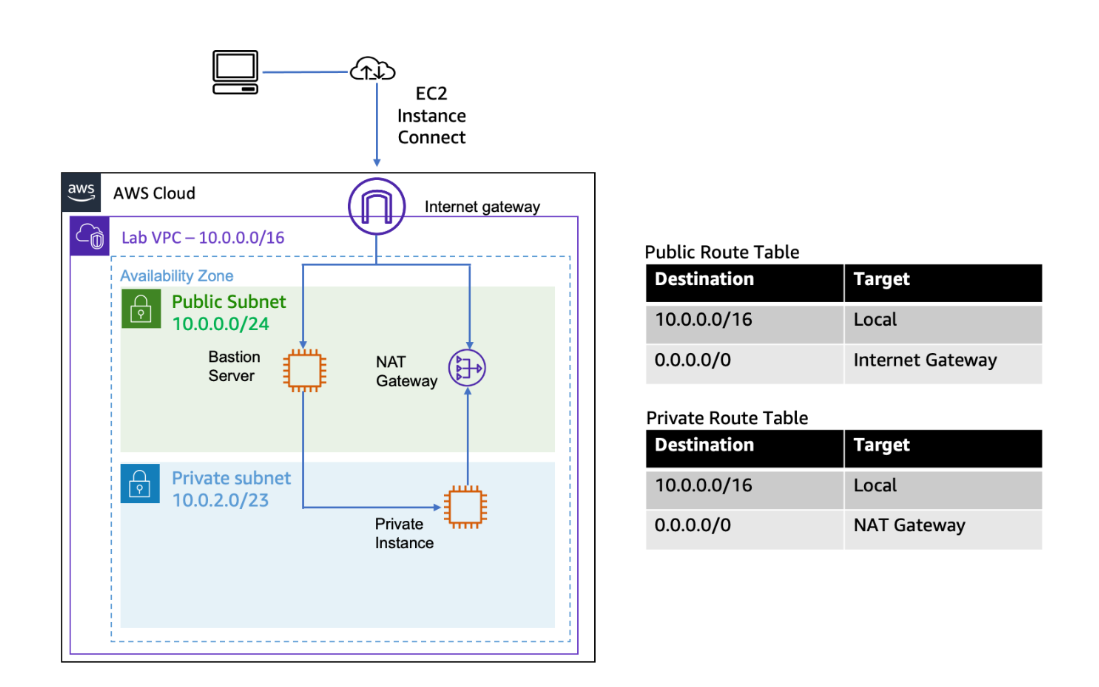 EC2
Instance
Connect
aws
AWS Cloud
Internet gateway
Lab VPC – 10.0.0.0/16
Availability Zone
Public Subnet
10.0.0.0/24
Bastion
Server
NAT
Gateway
Private subnet
10.0.2.0/23
Private
Instance
Public Route Table
Destination Target
10.0.0.0/16 Local
0.0.0.0/0 Internet Gateway
Private Route Table
Destination Target
10.0.0.0/16 Local
0.0.0.0/0 NAT Gateway